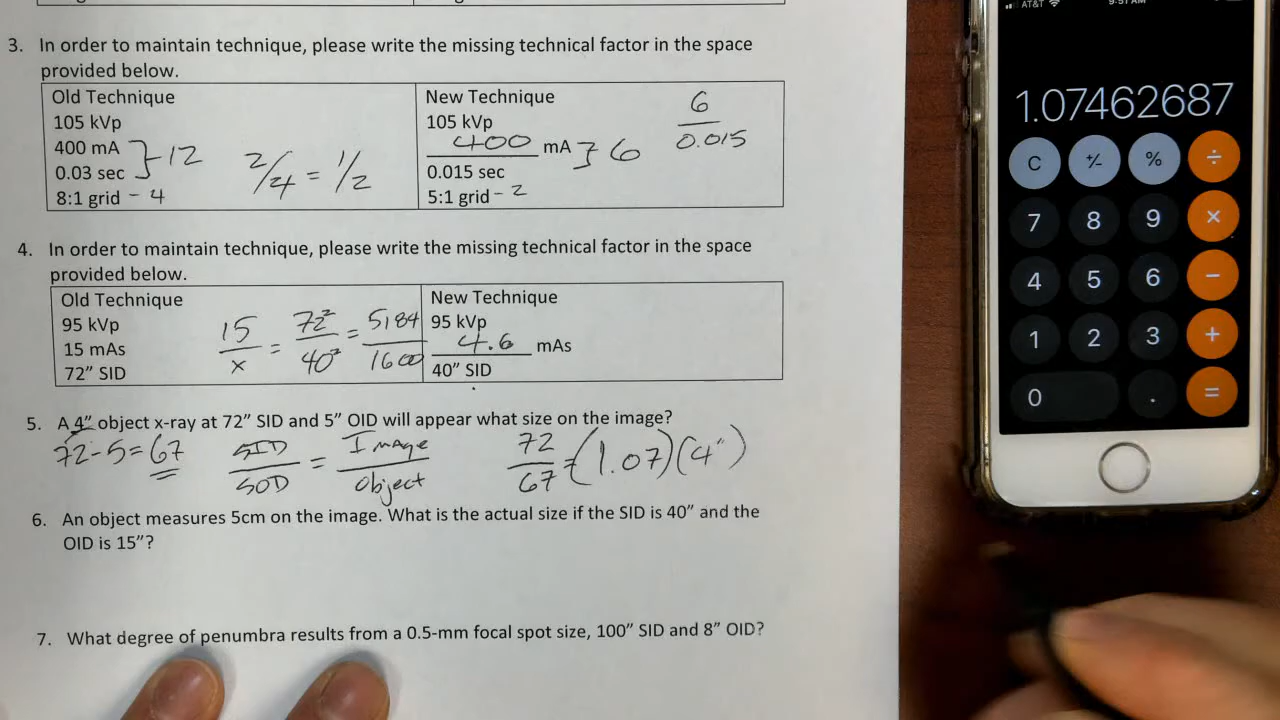 AT&T 9:51 AM
3. In order to maintain technique, please write the missing technical factor in the space
provided below.
Old Technique
105 kVp
400 mA } 12
0.03 sec
8:1 grid - 4
2/4 = 1/2
New Technique
105 kVp
400 mA } 6
0.015 sec
5:1 grid - 2
6
0.015
4. In order to maintain technique, please write the missing technical factor in the space
provided below.
Old Technique
95 kVp
15 mAs
72” SID
15/x = 72²/40² = 5184/1600
New Technique
95 kVp
4.6 mAs
40” SID
5. A 4” object x-ray at 72” SID and 5” OID will appear what size on the image?
72-5=67
SID/SOD = Image/Object
72/67 = (1.07)(4")
6. An object measures 5cm on the image. What is the actual size if the SID is 40” and the
OID is 15”?
7. What degree of penumbra results from a 0.5-mm focal spot size, 100” SID and 8” OID?
1.07462687
C +/- % ÷
7 8 9 ×
4 5 6 −
1 2 3 +
0 . =